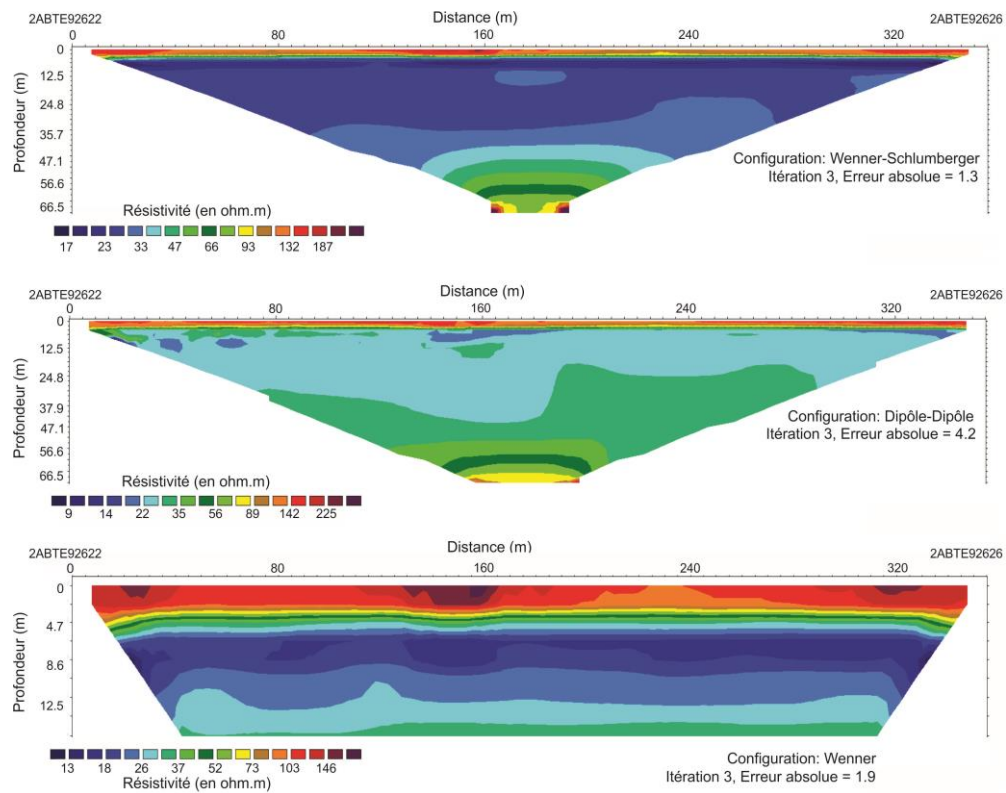 Distance (m)
2ABTE92622
2ABTE92626
0 80 160 240 320
Profondeur (m)
0
12.5
24.8
35.7
47.1
56.6
66.5
Configuration: Wenner-Schlumberger
Itération 3, Erreur absolue = 1.3
Résistivité (en ohm.m)
17 23 33 47 66 93 132 187
Distance (m)
2ABTE92622
2ABTE92626
0 80 160 240 320
Profondeur (m)
0
12.5
24.8
37.9
47.1
56.6
66.5
Configuration: Dipôle-Dipôle
Itération 3, Erreur absolue = 4.2
Résistivité (en ohm.m)
9 14 22 35 56 89 142 225
Distance (m)
2ABTE92622
2ABTE92626
0 80 160 240 320
Profondeur (m)
0
4.7
8.6
12.5
13 18 26 37 52 73 103 146
Résistivité (en ohm.m)
Configuration: Wenner
Itération 3, Erreur absolue = 1.9